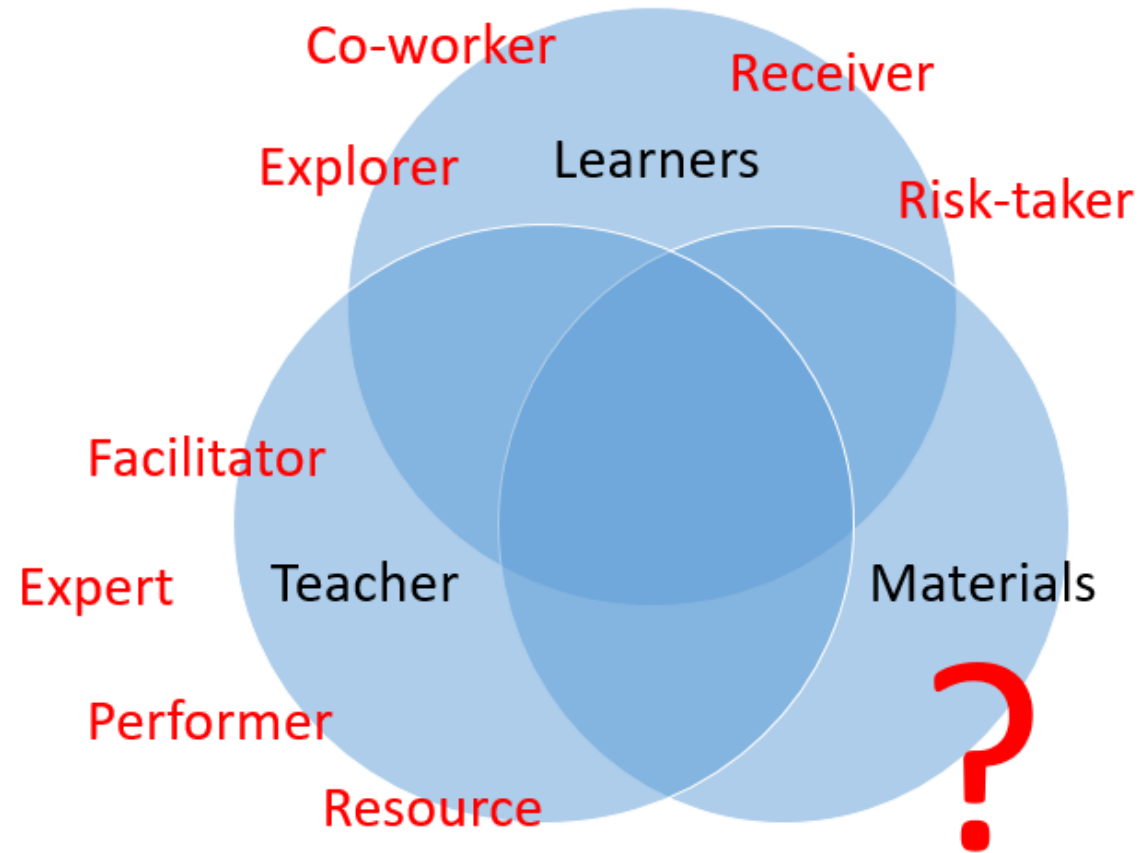 Co-worker
Receiver
Explorer
Learners
Risk-taker
Facilitator
Expert
Teacher
Materials
Performer
?
Resource